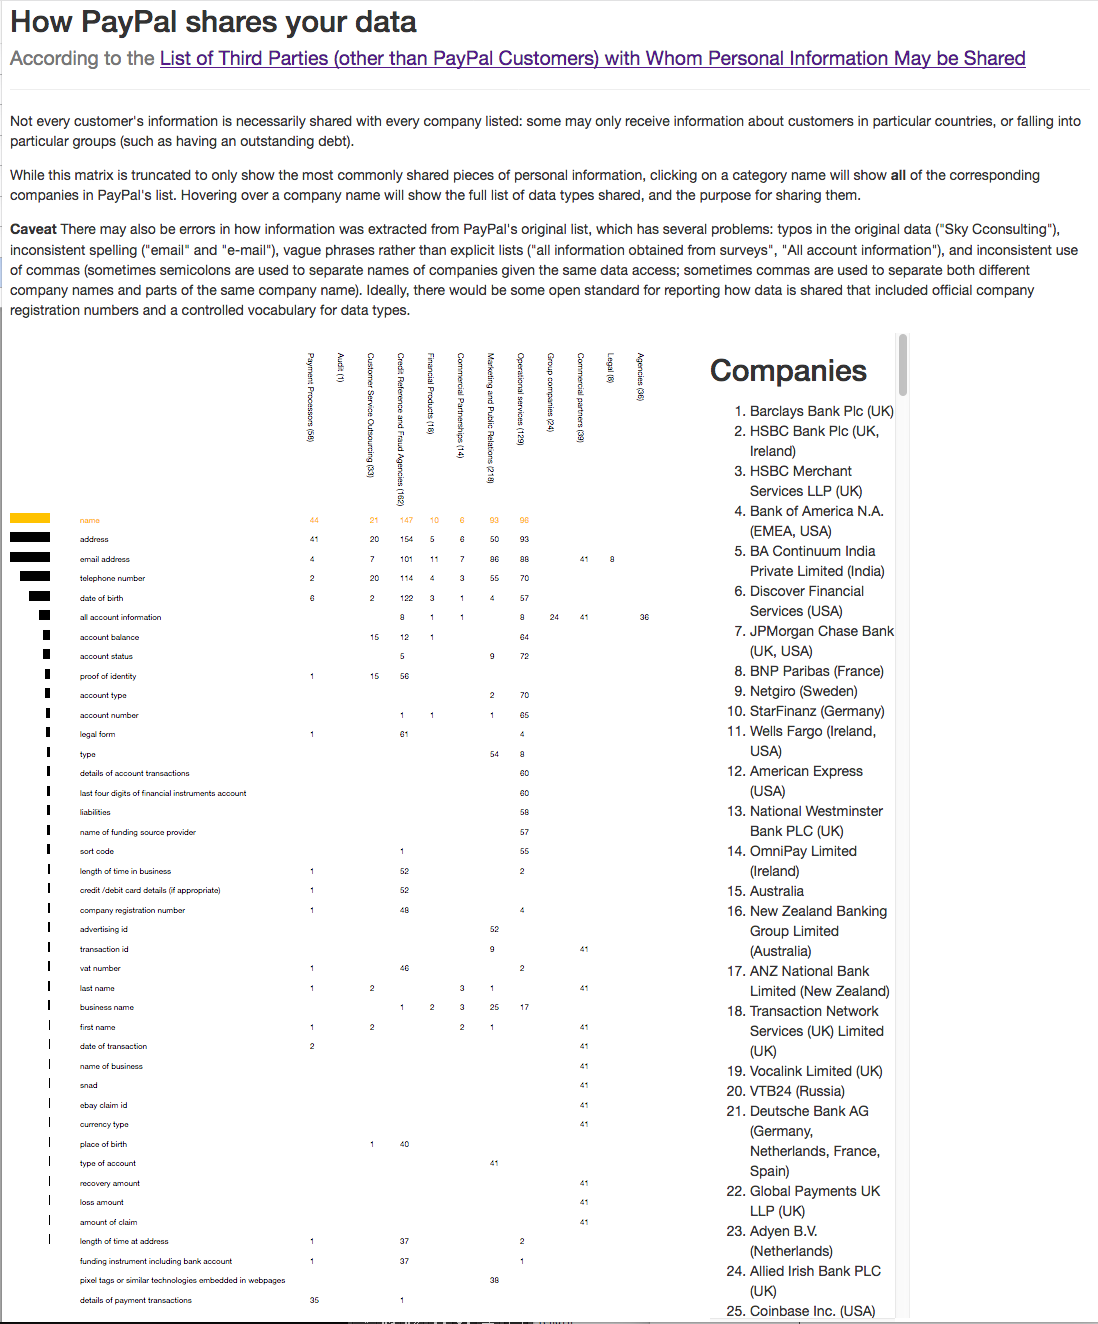 How PayPal shares your data
According to the List of Third Parties (other than PayPal Customers) with Whom Personal Information May be Shared
Not every customer's information is necessarily shared with every company listed: some may only receive information about customers in particular countries, or falling into
particular groups (such as having an outstanding debt).
While this matrix is truncated to only show the most commonly shared pieces of personal information, clicking on a category name will show all of the corresponding
companies in PayPal's list. Hovering over a company name will show the full list of data types shared, and the purpose for sharing them.
Caveat There may also be errors in how information was extracted from PayPal's original list, which has several problems: typos in the original data ("Sky Cconsulting"),
inconsistent spelling ("email" and "e-mail"), vague phrases rather than explicit lists ("all information obtained from surveys", "All account information"), and inconsistent use
of commas (sometimes semicolons are used to separate names of companies given the same data access; sometimes commas are used to separate both different
company names and parts of the same company name). Ideally, there would be some open standard for reporting how data is shared that included official company
registration numbers and a controlled vocabulary for data types.
Payment Processors (58)
Audit (1)
Customer Service Outsourcing (33)
Credit Reference and Fraud Agencies (162)
Financial Products (18)
Commercial Partnerships (14)
Marketing and Public Relations (218)
Operational services (129)
Group companies (24)
Commercial partners (39)
Legal (8)
Agencies (36)
name 44 21 147 10 6 93 96
address 41 20 154 5 6 50 93
email address 4 7 101 11 7 86 88 41 8
telephone number 2 20 114 4 3 55 70
date of birth 6 2 122 3 1 4 57
all account information 8 1 1 8 24 41 36
account balance 15 12 1 64
account status 5 9 72
proof of identity 1 15 56
account type 2 70
account number 1 1 1 65
legal form 1 61 4
type 54 8
details of account transactions 60
last four digits of financial instruments account 60
liabilities 58
name of funding source provider 57
sort code 1 55
length of time in business 1 52 2
credit /debit card details (if appropriate) 1 52
company registration number 1 48 4
advertising id 52
transaction id 9 41
vat number 1 46 2
last name 1 2 3 1 41
business name 1 2 3 25 17
first name 1 2 2 1 41
date of transaction 2 41
name of business 41
snad 41
ebay claim id 41
currency type 41
place of birth 1 40
type of account 41
recovery amount 41
loss amount 41
amount of claim 41
length of time at address 1 37 2
funding instrument including bank account 1 37 1
pixel tags or similar technologies embedded in webpages 38
details of payment transactions 35 1
Companies
1. Barclays Bank Plc (UK)
2. HSBC Bank Plc (UK,
Ireland)
3. HSBC Merchant
Services LLP (UK)
4. Bank of America N.A.
(EMEA, USA)
5. BA Continuum India
Private Limited (India)
6. Discover Financial
Services (USA)
7. JPMorgan Chase Bank
(UK, USA)
8. BNP Paribas (France)
9. Netgiro (Sweden)
10. StarFinanz (Germany)
11. Wells Fargo (Ireland,
USA)
12. American Express
(USA)
13. National Westminster
Bank PLC (UK)
14. OmniPay Limited
(Ireland)
15. Australia
16. New Zealand Banking
Group Limited
(Australia)
17. ANZ National Bank
Limited (New Zealand)
18. Transaction Network
Services (UK) Limited
(UK)
19. Vocalink Limited (UK)
20. VTB24 (Russia)
21. Deutsche Bank AG
(Germany,
Netherlands, France,
Spain)
22. Global Payments UK
LLP (UK)
23. Adyen B.V.
(Netherlands)
24. Allied Irish Bank PLC
(UK)
25. Coinbase Inc. (USA)